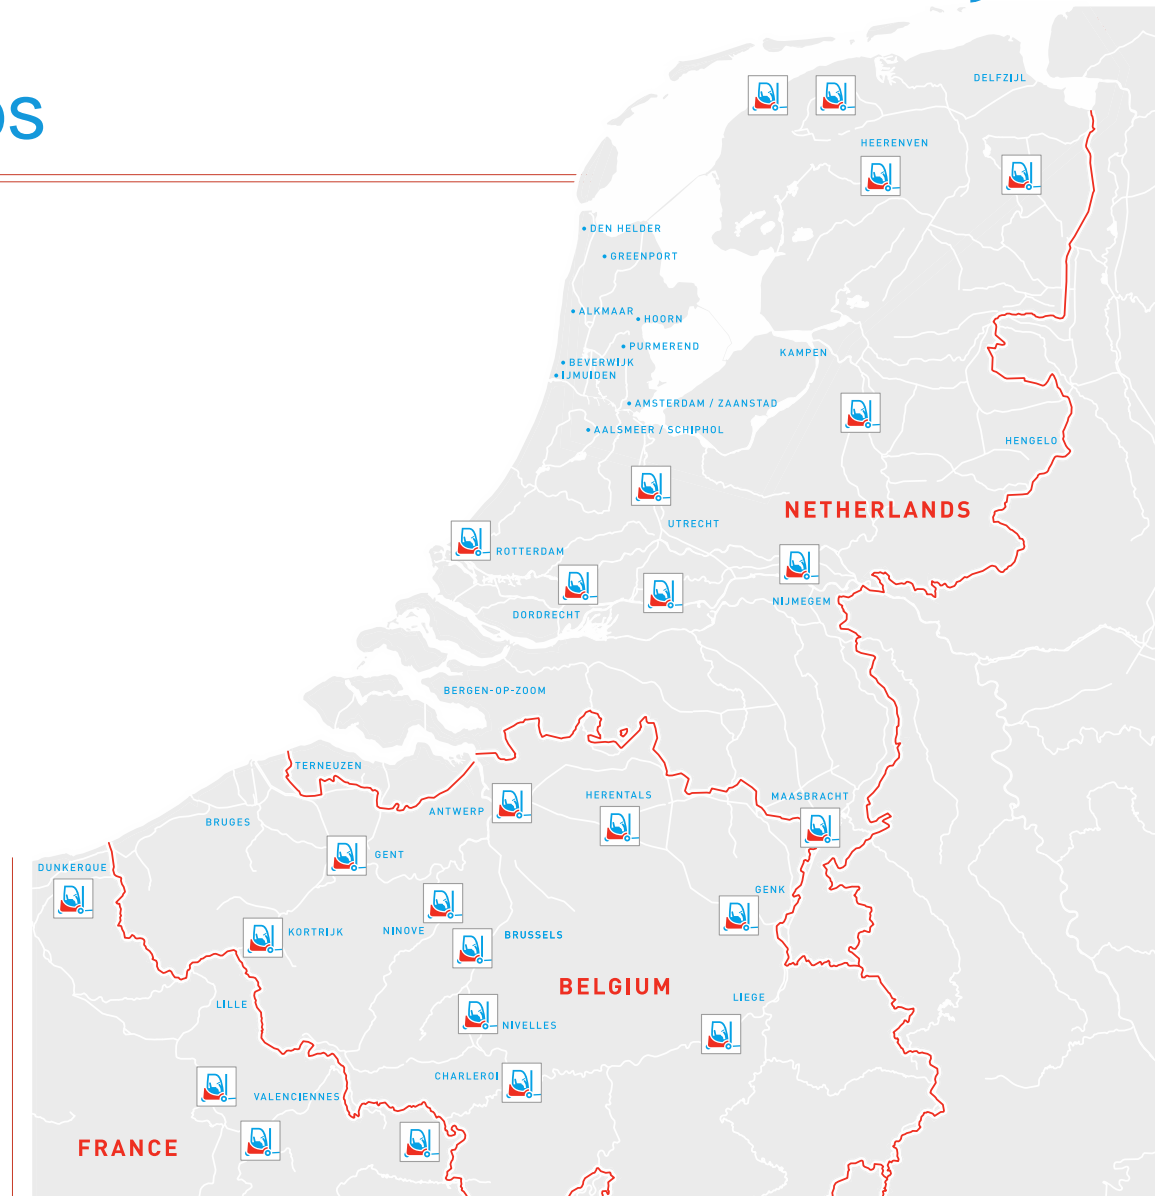 DELFZIJL
os
HEERENVEN
DEN HELDER
GREENPORT
ALKMAAR
HOORN
PURMEREND
KAMPEN
BEVERWIJK
IJMUIDEN
AMSTERDAM / ZAANSTAD
AALSMEER / SCHIPHOL
HENGELO
NETHERLANDS
UTRECHT
ROTTERDAM
NIJMEGEM
DORDRECHT
BERGEN-OP-ZOOM
TERNEUZEN
HERENTALS
MAASBRACHT
ANTWERP
BRUGES
GENT
DUNKERQUE
GENK
KORTRIJK
NINOVE
BRUSSELS
BELGIUM
LIEGE
LILLE
NIVELLES
CHARLEROI
VALENCIENNES
FRANCE